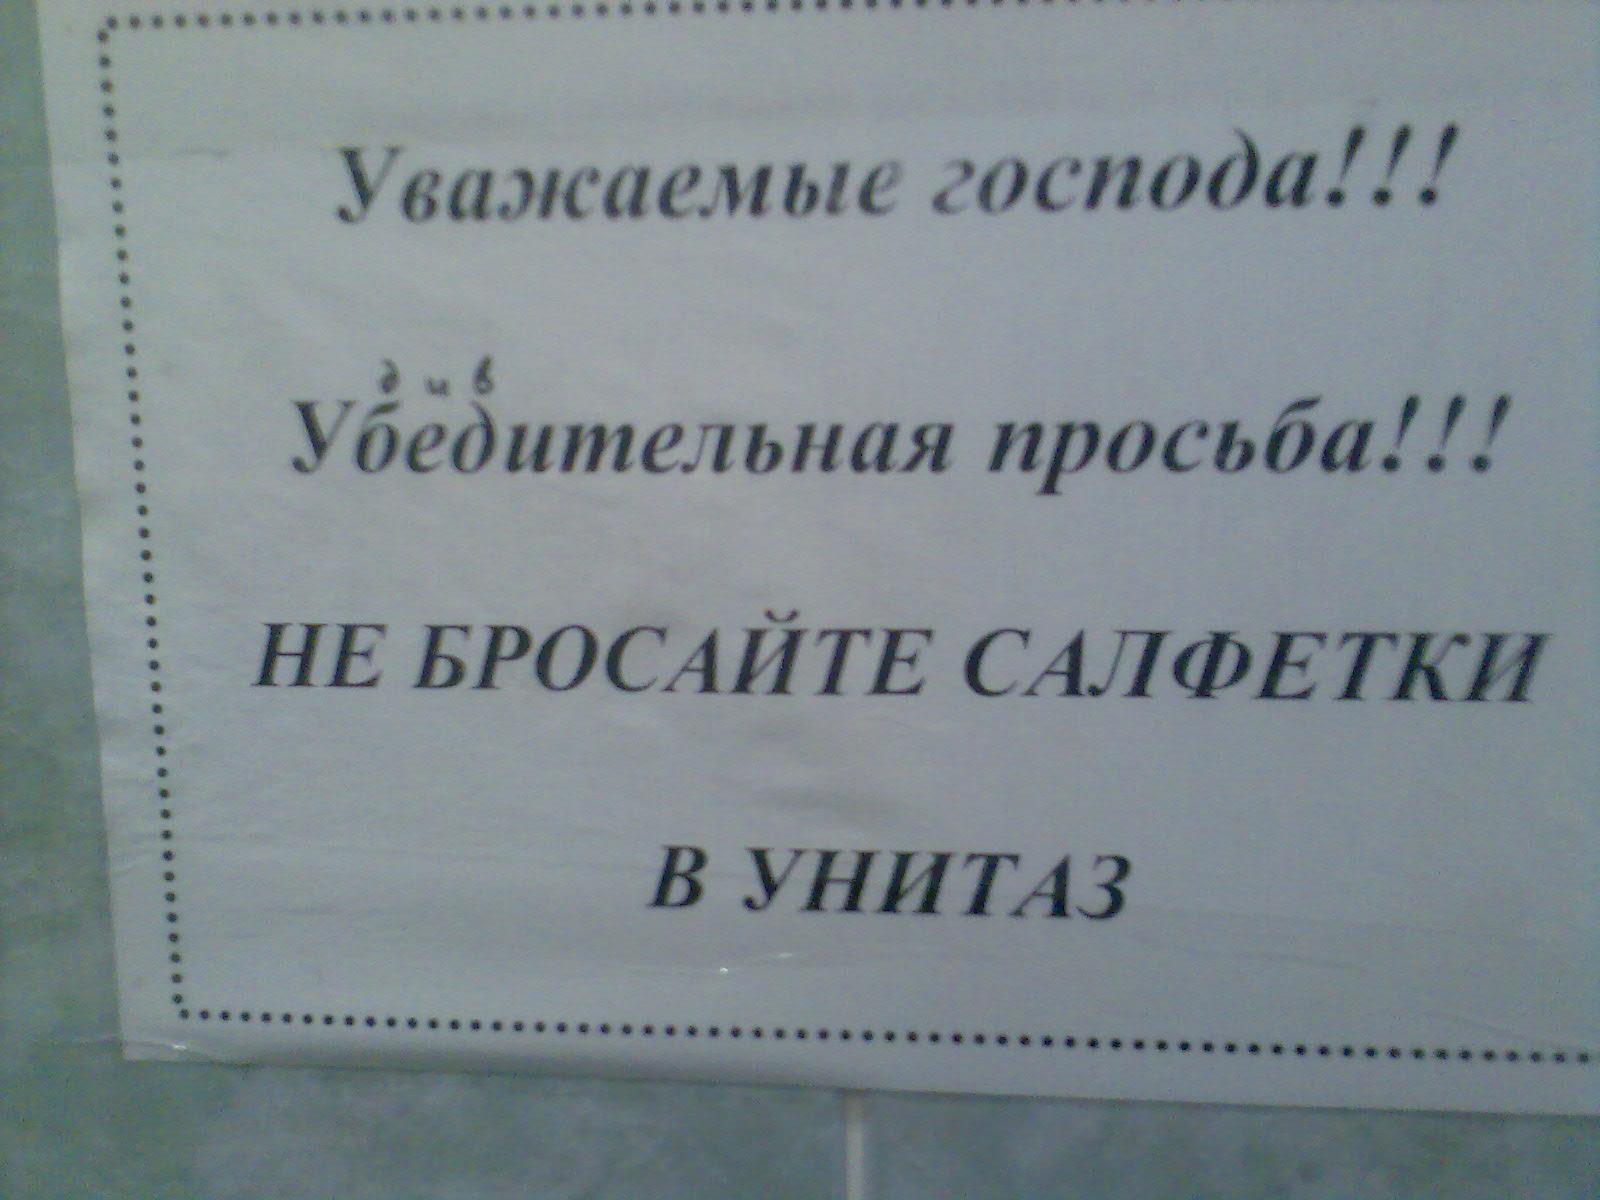 Уважаемые господа!!!
д и в
Убедительная просьба!!!
НЕ БРОСАЙТЕ САЛФЕТКИ
В УНИТАЗ